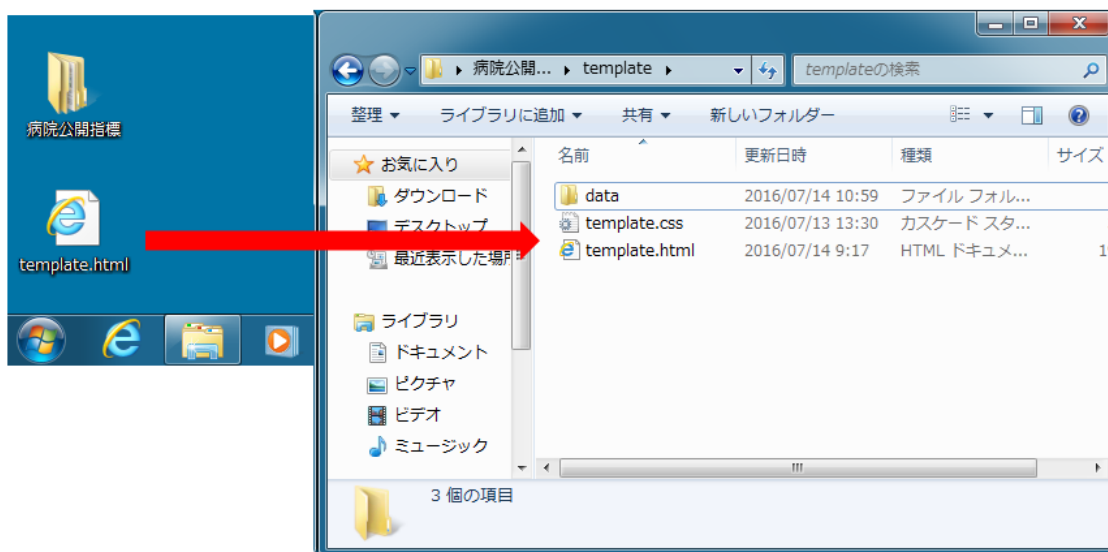 病院公開指標
template.html
病院公開... template
templateの検索
整理 ライブラリに追加 共有 新しいフォルダー
名前 更新日時 種類 サイズ
お気に入り
ダウンロード
デスクトップ
最近表示した場所
ライブラリ
ドキュメント
ピクチャ
ビデオ
ミュージック
data 2016/07/14 10:59 ファイル フォル...
template.css 2016/07/13 13:30 カスケード スタ...
template.html 2016/07/14 9:17 HTML ドキュメ... 1
3 個の項目